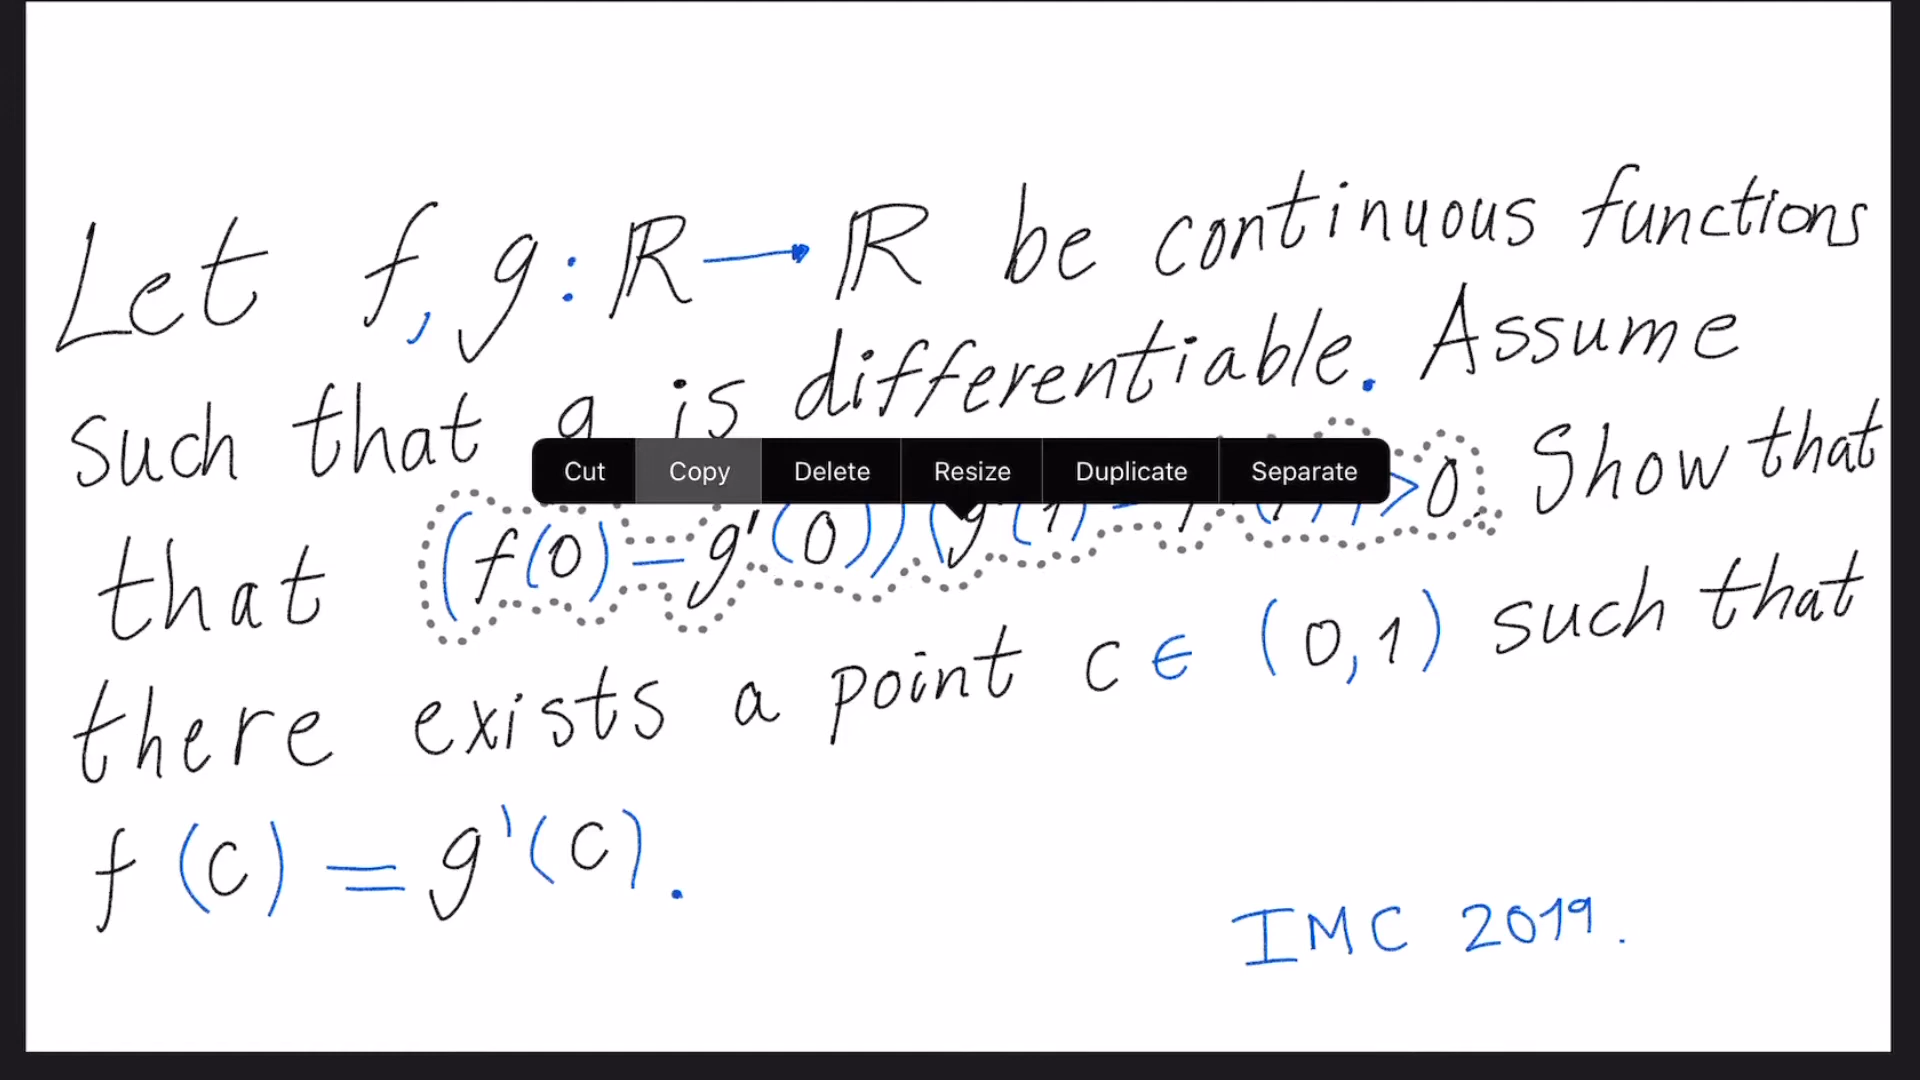 Let f, g : ℝ → ℝ be continuous functions
such that g is differentiable. Assume
Cut Copy Delete Resize Duplicate Separate
that (f(0) − g'(0)) (g'(1) > 0. Show that
there exists a point c ∈ (0,1) such that
f(c) = g'(c).
IMC 2019.